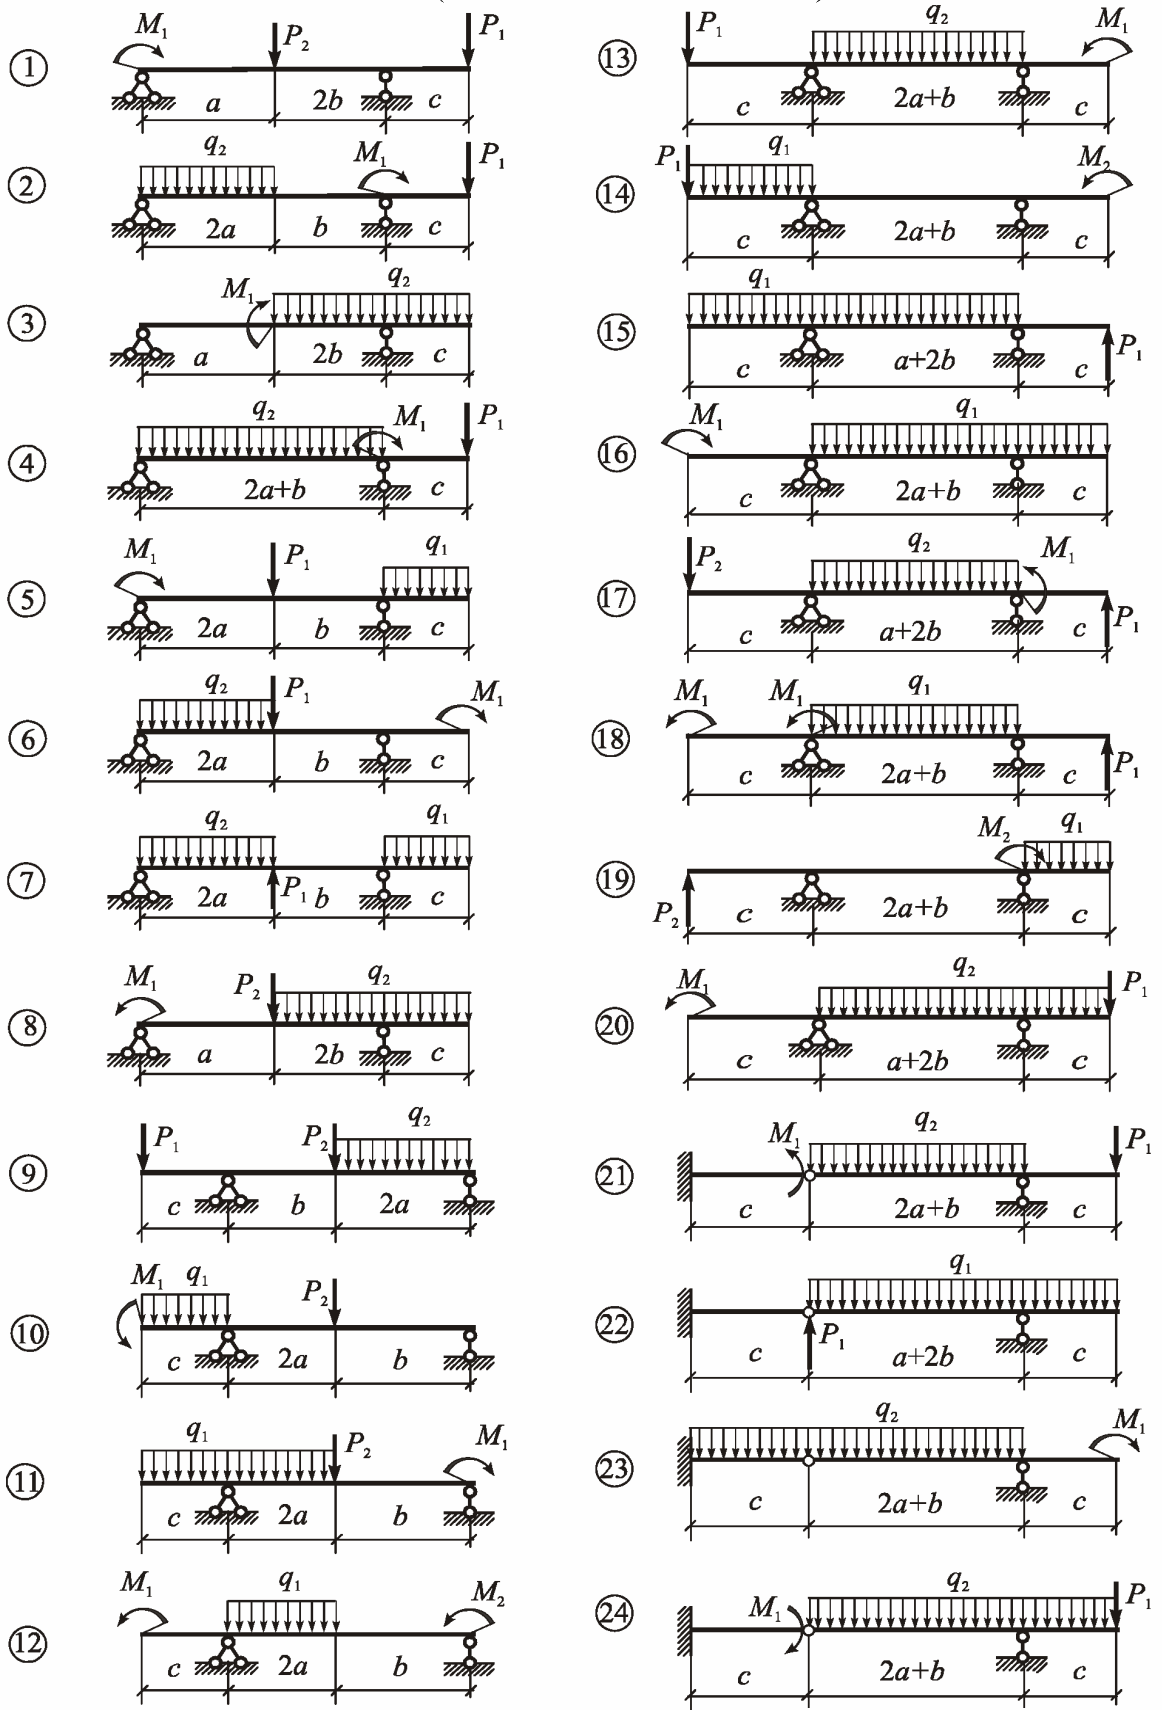 1 M₁ P₂ P₁
a 2b c
2 q₂ M₁ P₁
2a b c
3 M₁ q₂
a 2b c
4 q₂ M₁ P₁
2a+b c
5 M₁ P₁ q₁
2a b c
6 q₂ P₁ M₁
2a b c
7 q₂ q₁
2a P₁ b c
8 M₁ P₂ q₂
a 2b c
9 P₁ P₂ q₂
c b 2a
10 M₁ q₁ P₂
c 2a b
11 q₁ P₂ M₁
c 2a b
12 M₁ q₁ M₂
c 2a b
13 P₁ q₂ M₁
c 2a+b c
14 P₁ q₁ M₂
c 2a+b c
15 q₁
c a+2b c P₁
16 M₁ q₁
c 2a+b c
17 P₂ q₂ M₁
c a+2b c P₁
18 M₁ M₁ q₁
c 2a+b c P₁
19 M₂ q₁
P₂ c 2a+b c
20 M₁ q₂ P₁
c a+2b c
21 M₁ q₂ P₁
c 2a+b c
22 q₁
c P₁ a+2b c
23 q₂ M₁
c 2a+b c
24 M₁ q₂ P₁
c 2a+b c